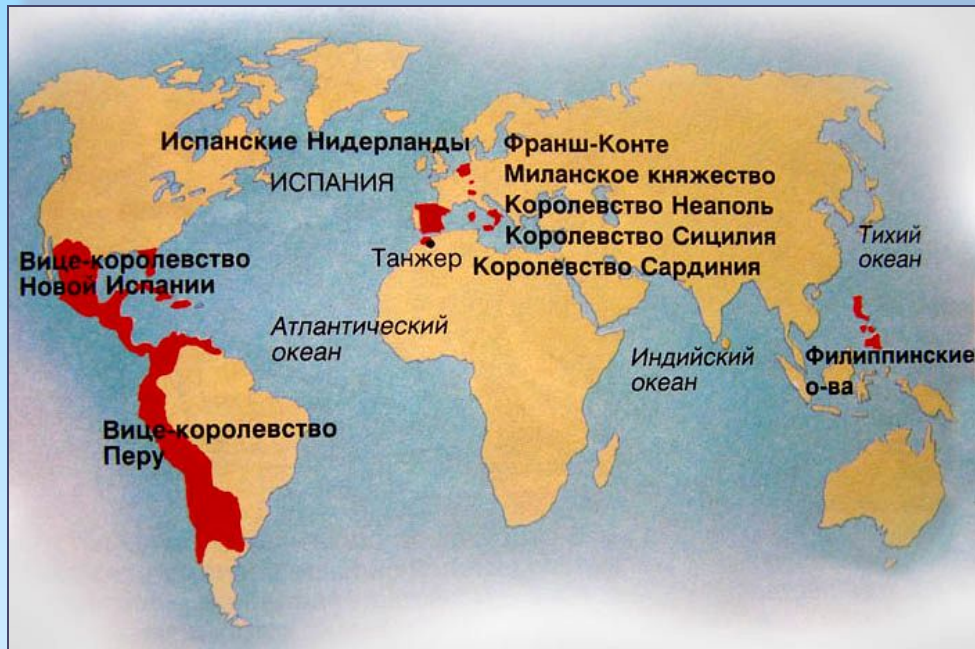 Испанские Нидерланды
ИСПАНИЯ
Франш-Конте
Миланское княжество
Королевство Неаполь
Королевство Сицилия
Королевство Сардиния
Танжер
Тихий
океан
Вице-королевство
Новой Испании
Атлантический
океан
Индийский
океан
Филиппинские
о-ва
Вице-королевство
Перу